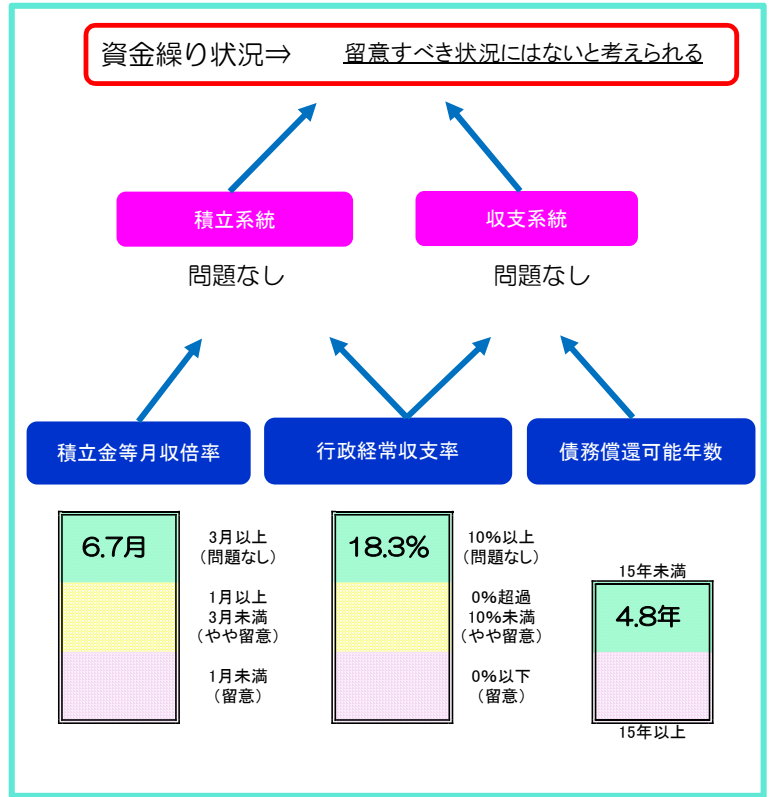 資金繰り状況⇒ 留意すべき状況にはないと考えられる
積立系統
収支系統
問題なし
問題なし
積立金等月収倍率
行政経常収支率
債務償還可能年数
6.7月
3月以上
(問題なし)
1月以上
3月未満
(やや留意)
1月未満
(留意)
18.3%
10%以上
(問題なし)
0%超過
10%未満
(やや留意)
0%以下
(留意)
15年未満
4.8年
15年以上